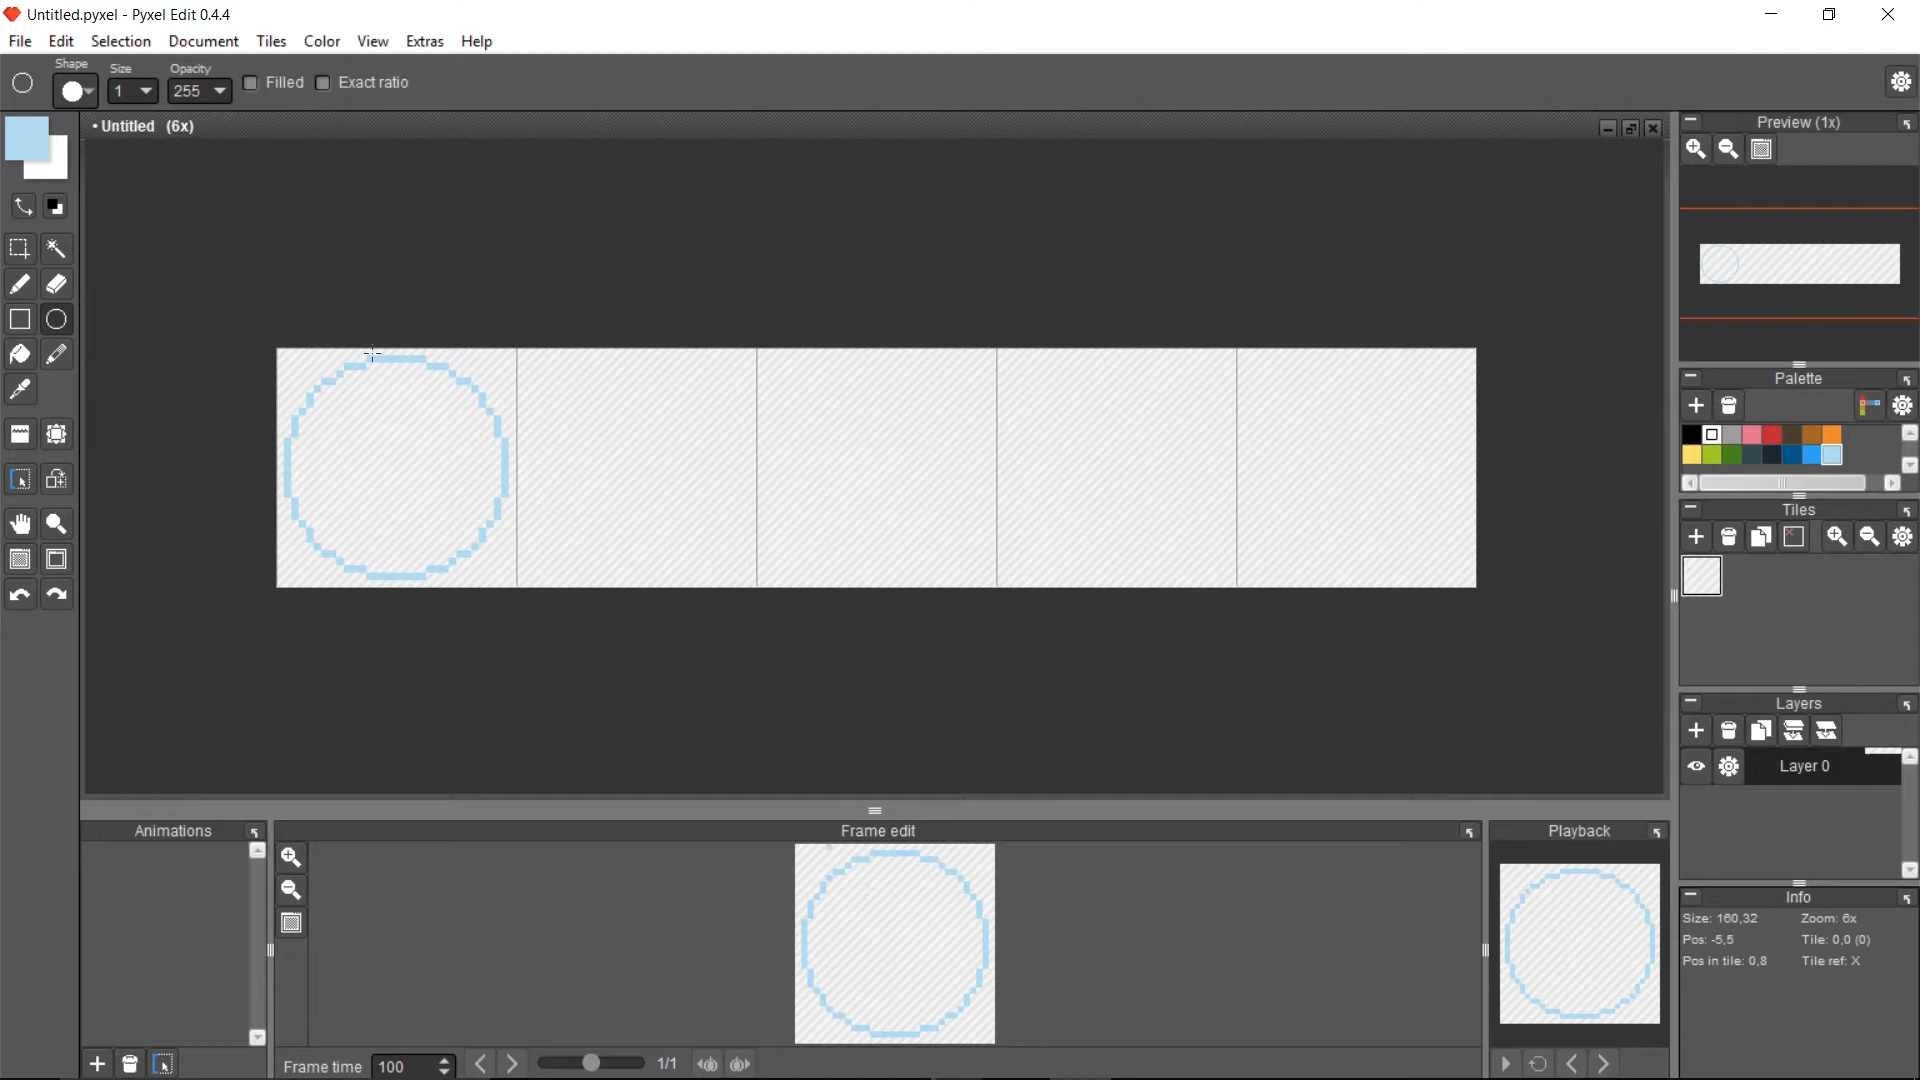 Untitled.pyxel - Pyxel Edit 0.4.4
File Edit Selection Document Tiles Color View Extras Help
Shape Size Opacity
1 255 Filled Exact ratio
• Untitled (6x)
Preview (1x)
Palette
Tiles
Layers
Layer 0
Animations Frame edit Playback
Info
Size: 160,32 Zoom: 6x
Pos: -5,5 Tile: 0,0 (0)
Pos in tile: 0,8 Tile ref: X
Frame time 100 1/1